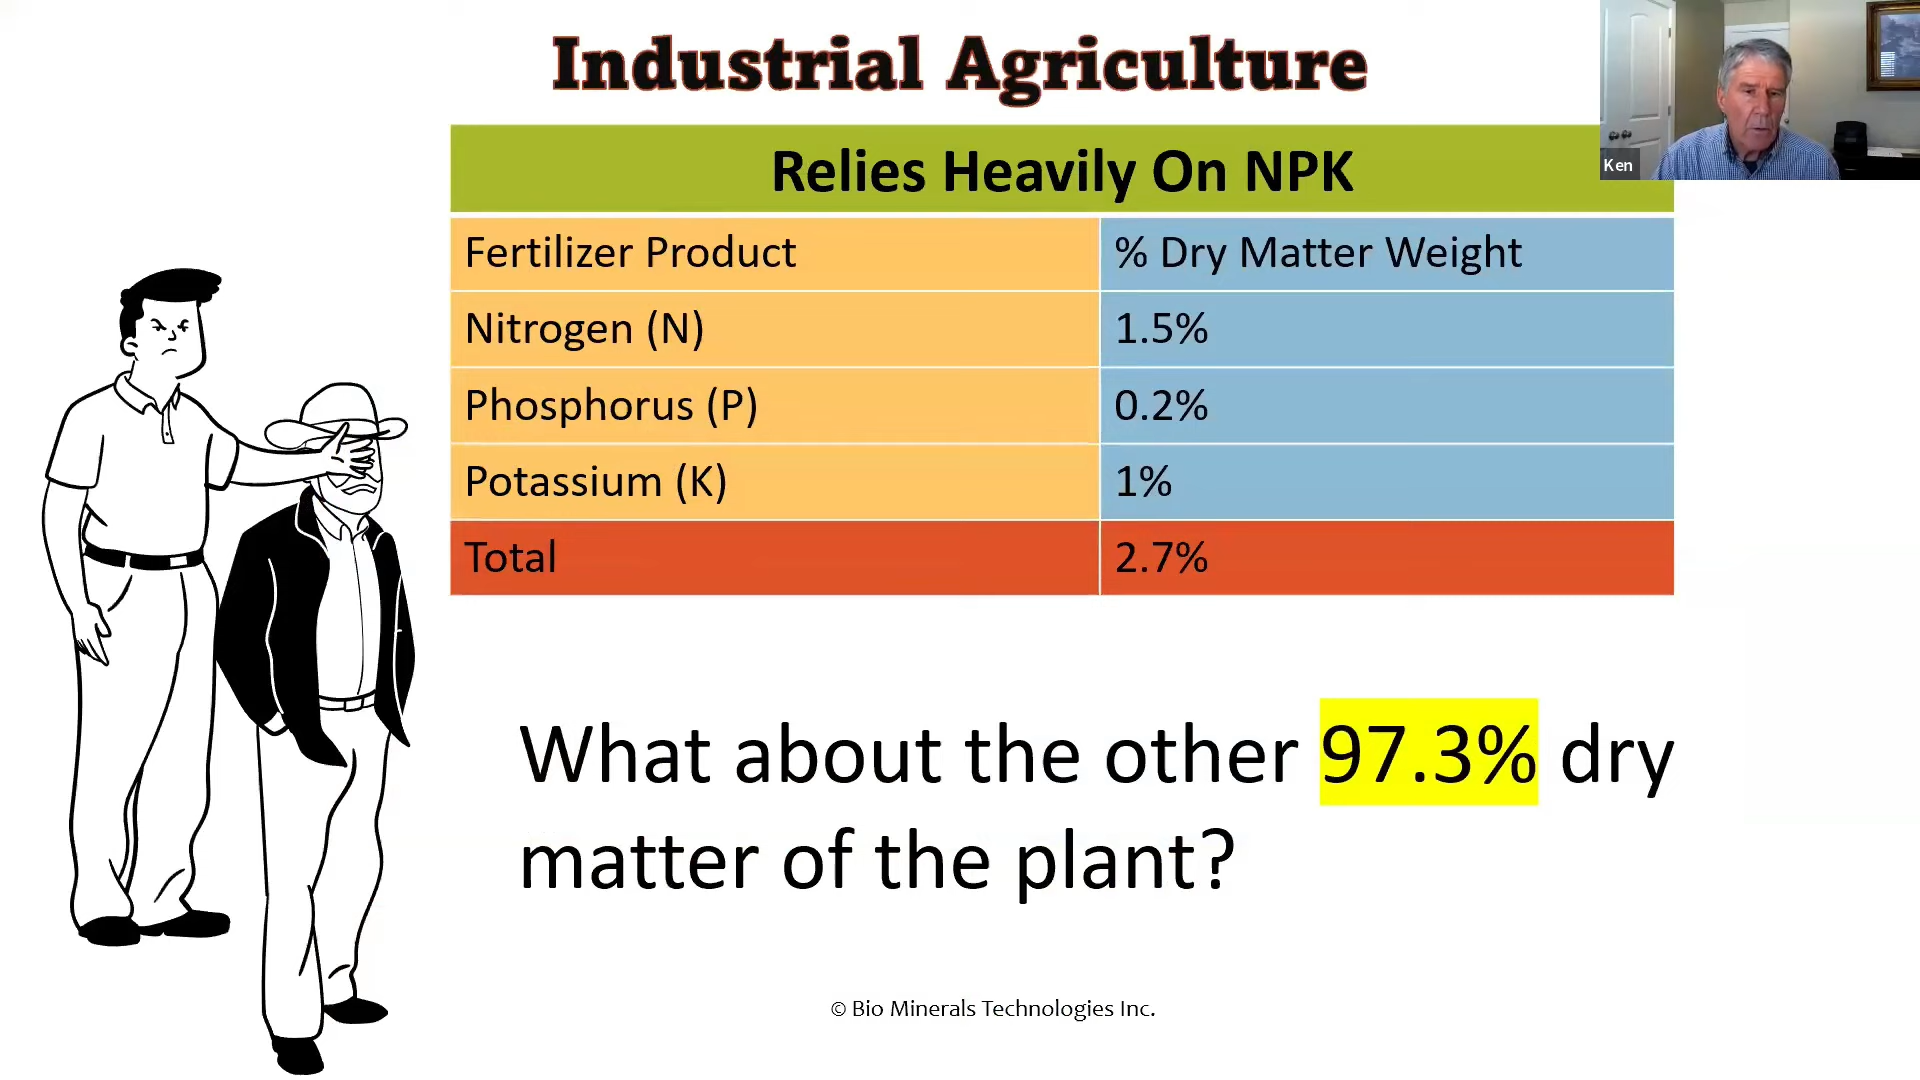 Industrial Agriculture
Relies Heavily On NPK
Ken
Fertilizer Product
% Dry Matter Weight
Nitrogen (N)
1.5%
Phosphorus (P)
0.2%
Potassium (K)
1%
Total
2.7%
What about the other 97.3% dry
matter of the plant?
© Bio Minerals Technologies Inc.